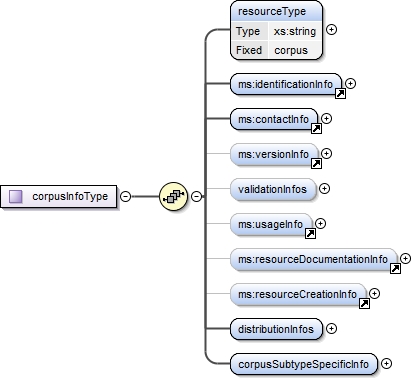 resourceType
Type xs:string
Fixed corpus
ms:identificationInfo
ms:contactInfo
ms:versionInfo
corpusInfoType
validationInfos
ms:usageInfo
ms:resourceDocumentationInfo
ms:resourceCreationInfo
distributionInfos
corpusSubtypeSpecificInfo